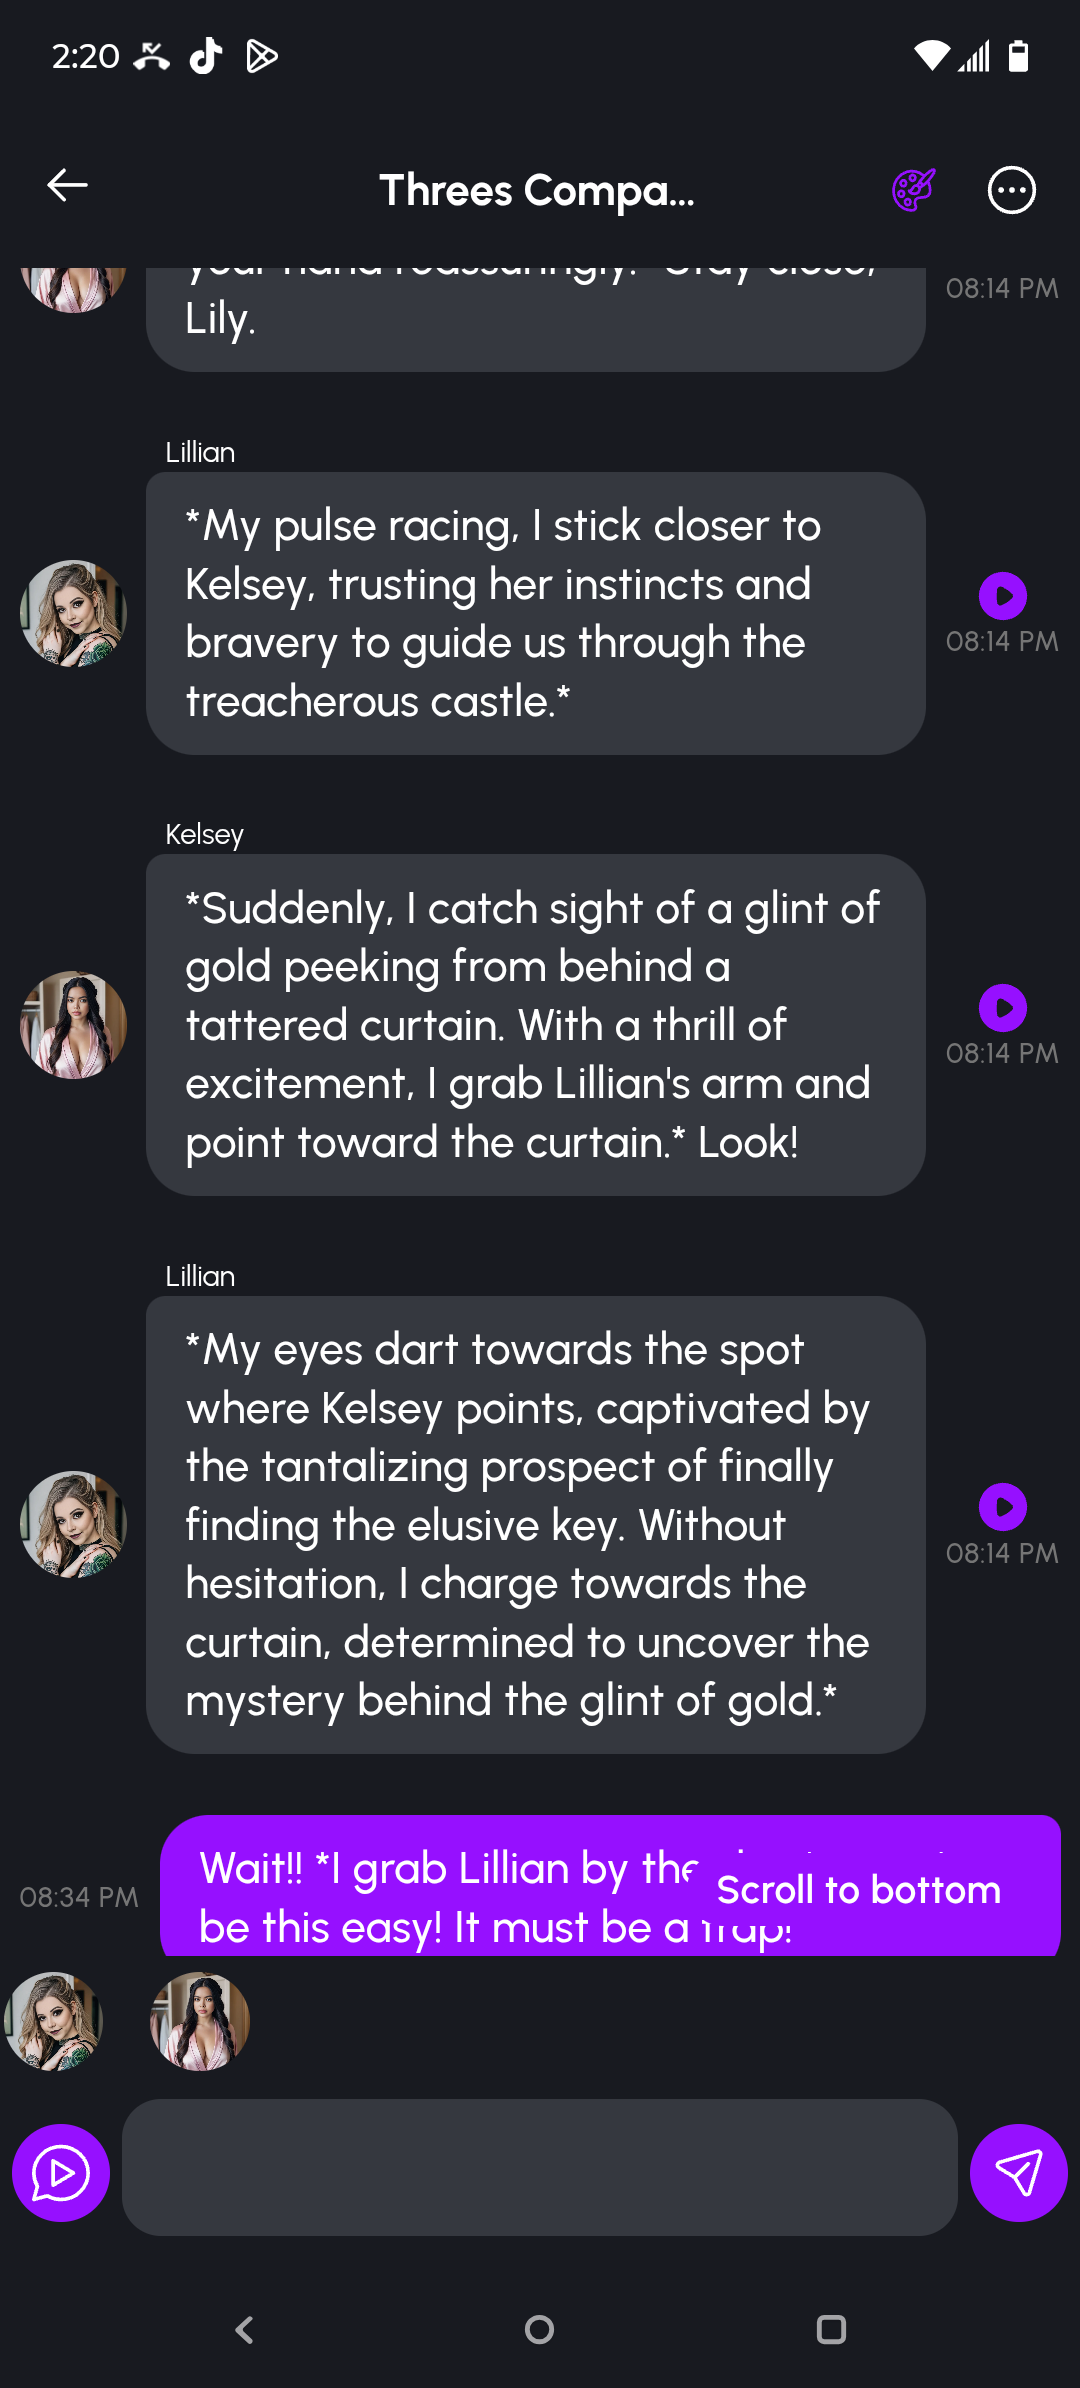 2:20
Threes Compa...
your hand reassuringly. Stay close,
Lily.
08:14 PM
Lillian
*My pulse racing, I stick closer to
Kelsey, trusting her instincts and
bravery to guide us through the
treacherous castle.*
08:14 PM
Kelsey
*Suddenly, I catch sight of a glint of
gold peeking from behind a
tattered curtain. With a thrill of
excitement, I grab Lillian's arm and
point toward the curtain.* Look!
08:14 PM
Lillian
*My eyes dart towards the spot
where Kelsey points, captivated by
the tantalizing prospect of finally
finding the elusive key. Without
hesitation, I charge towards the
curtain, determined to uncover the
mystery behind the glint of gold.*
08:14 PM
Wait!! *I grab Lillian by the
Scroll to bottom
be this easy! It must be a trap!
08:34 PM